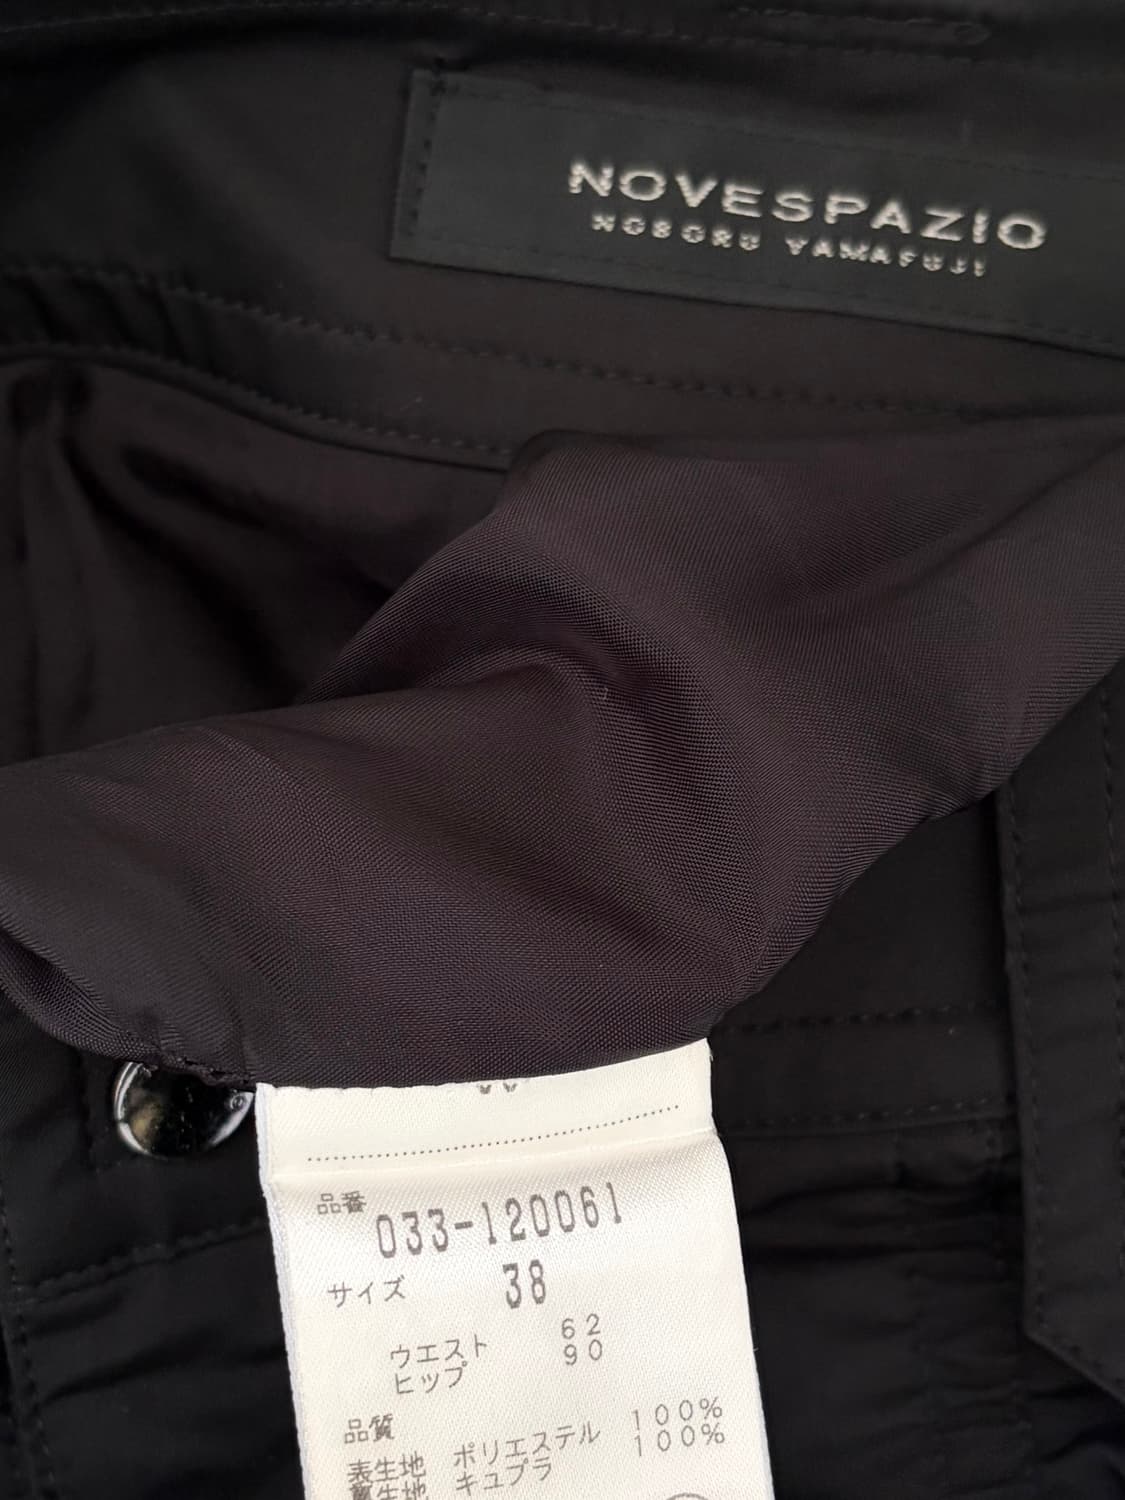 NOVESPAZIO
NOBORU YAMAFUJI
品番 033-120061
サイズ 38
ウエスト 62
ヒップ 90
品質
表生地 ポリエステル 100%
裏生地 キュプラ 100%